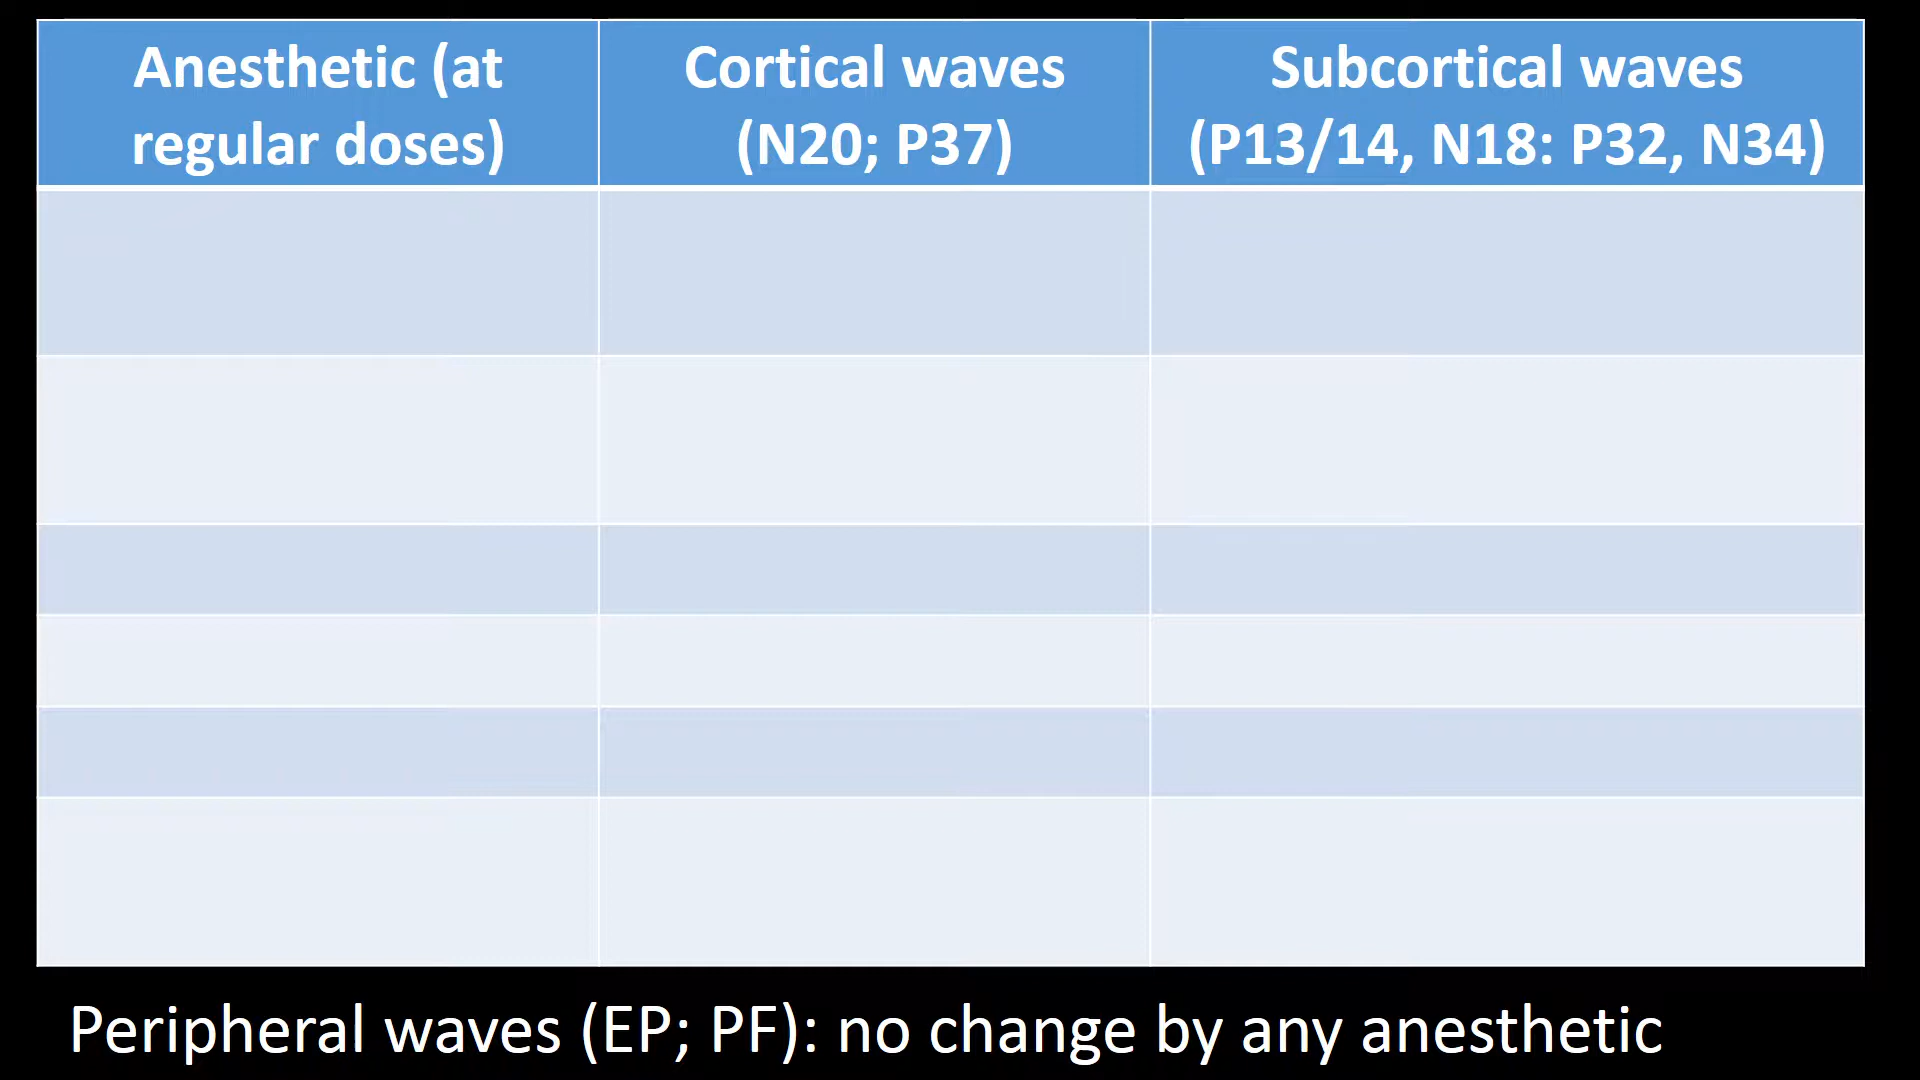 Anesthetic (at
regular doses)
Cortical waves
(N20; P37)
Subcortical waves
(P13/14, N18: P32, N34)
Peripheral waves (EP; PF): no change by any anesthetic